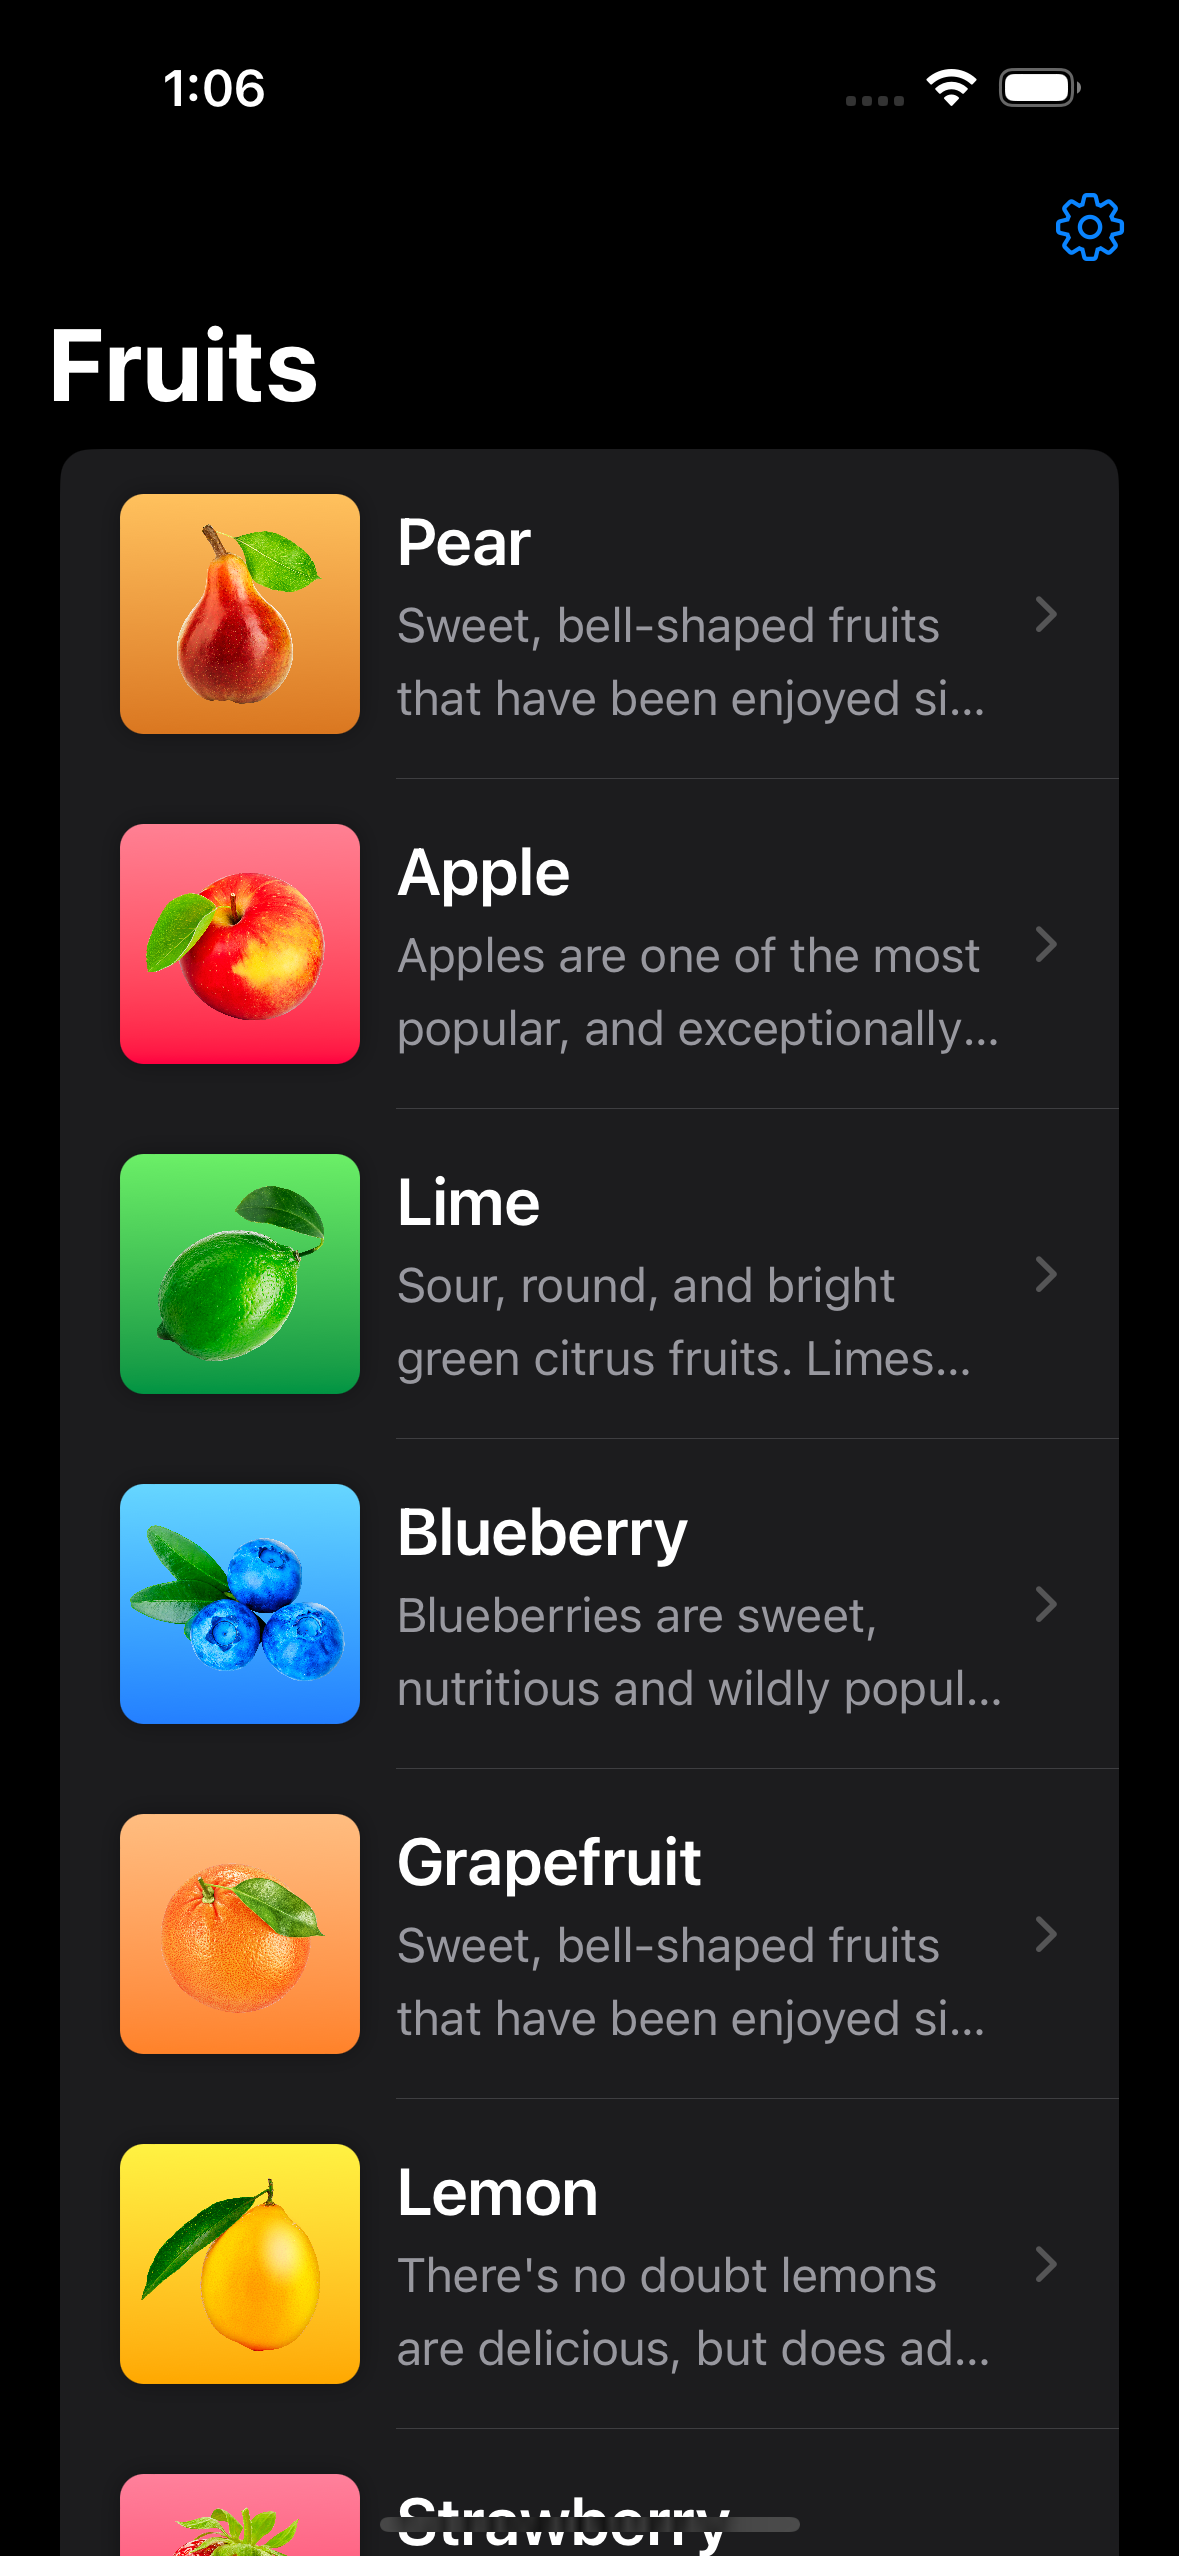 1:06
Fruits
Pear
Sweet, bell-shaped fruits
that have been enjoyed si...
Apple
Apples are one of the most
popular, and exceptionally...
Lime
Sour, round, and bright
green citrus fruits. Limes...
Blueberry
Blueberries are sweet,
nutritious and wildly popul...
Grapefruit
Sweet, bell-shaped fruits
that have been enjoyed si...
Lemon
There's no doubt lemons
are delicious, but does ad...
Strawberry